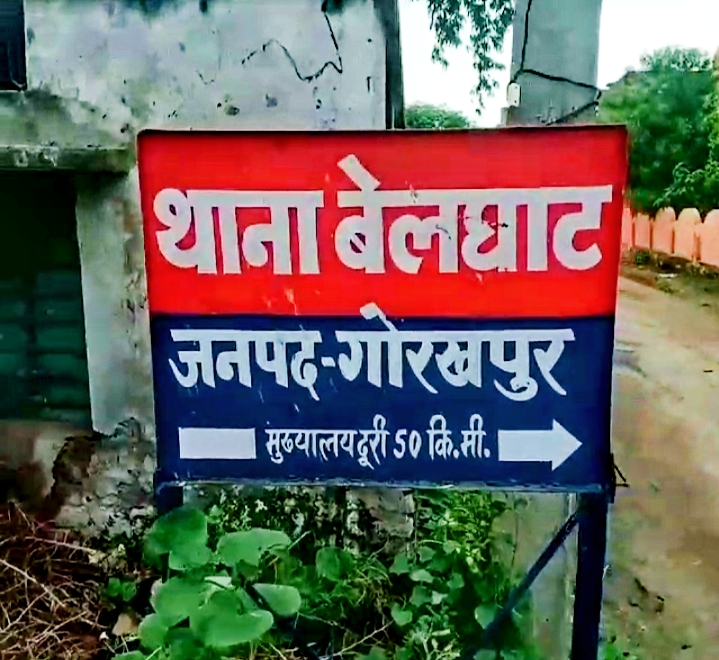 थाना बेलघाट
जनपद-गोरखपुर
मुख्यालय दूरी 50 कि.मी.